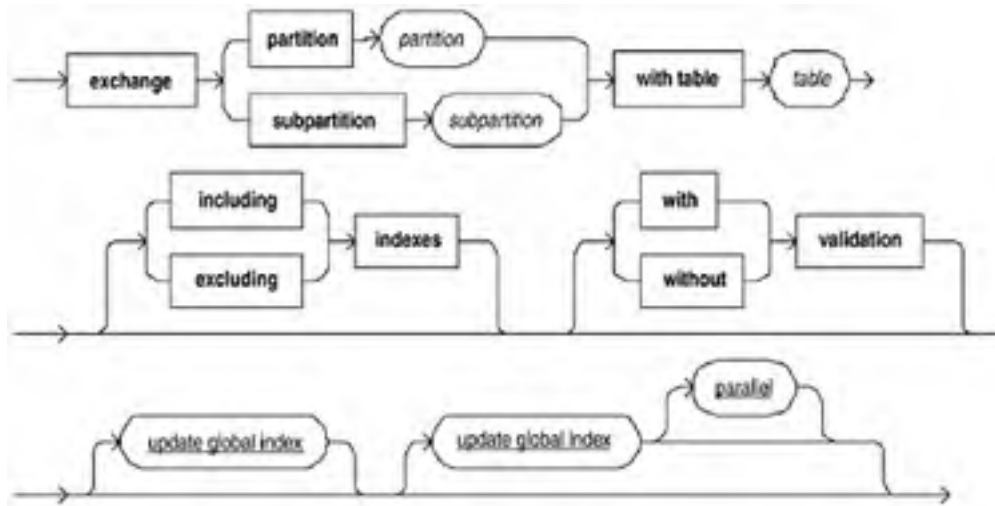 partition partition
exchange with table table
subpartition subpartition
including with
indexes validation
excluding without
parallel
update global index update global index